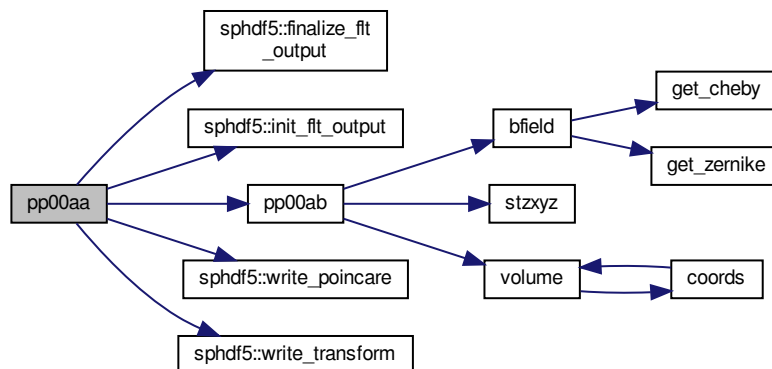 sphdf5::finalize_flt
_output
get_cheby
sphdf5::init_flt_output
bfield
get_zernike
pp00aa
pp00ab
stzxyz
sphdf5::write_poincare
volume
coords
sphdf5::write_transform